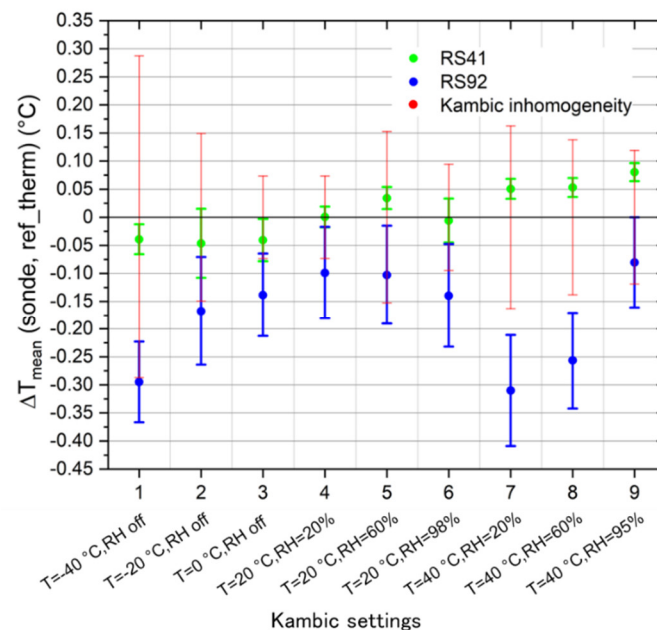 0.35
0.30
0.25
0.20
0.15
0.10
0.05
0
-0.05
-0.10
-0.15
-0.20
-0.25
-0.30
-0.35
-0.40
-0.45
ΔTmean (sonde, ref_therm) (°C)
RS41
RS92
Kambic inhomogeneity
1 2 3 4 5 6 7 8 9
T=-40 °C,RH off
T=-20 °C,RH off
T=0 °C,RH off
T=20 °C,RH=20%
T=20 °C,RH=60%
T=20 °C,RH=98%
T=40 °C,RH=20%
T=40 °C,RH=60%
T=40 °C,RH=95%
Kambic settings